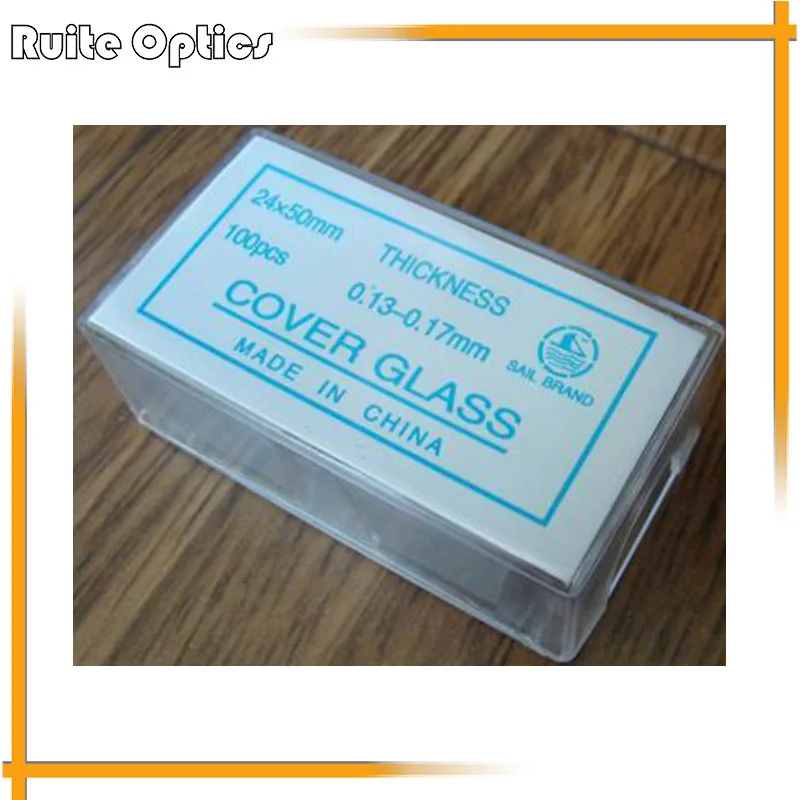 Ruite Optics
24x50mm THICKNESS
100pcs 0.13-0.17mm
COVER GLASS
SAIL BRAND
MADE IN CHINA